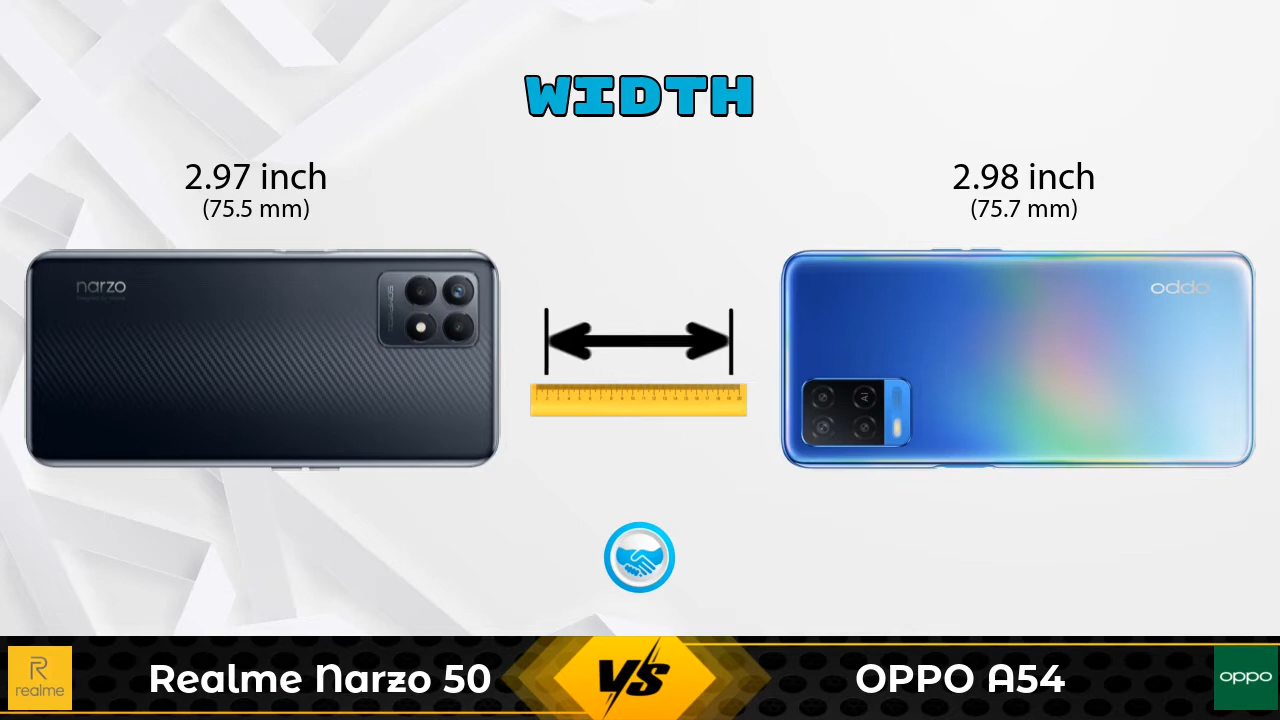 WIDTH
2.97 inch
(75.5 mm)
2.98 inch
(75.7 mm)
narzo
AI
oppo
realme
Realme Narzo 50
VS
OPPO A54
oppo